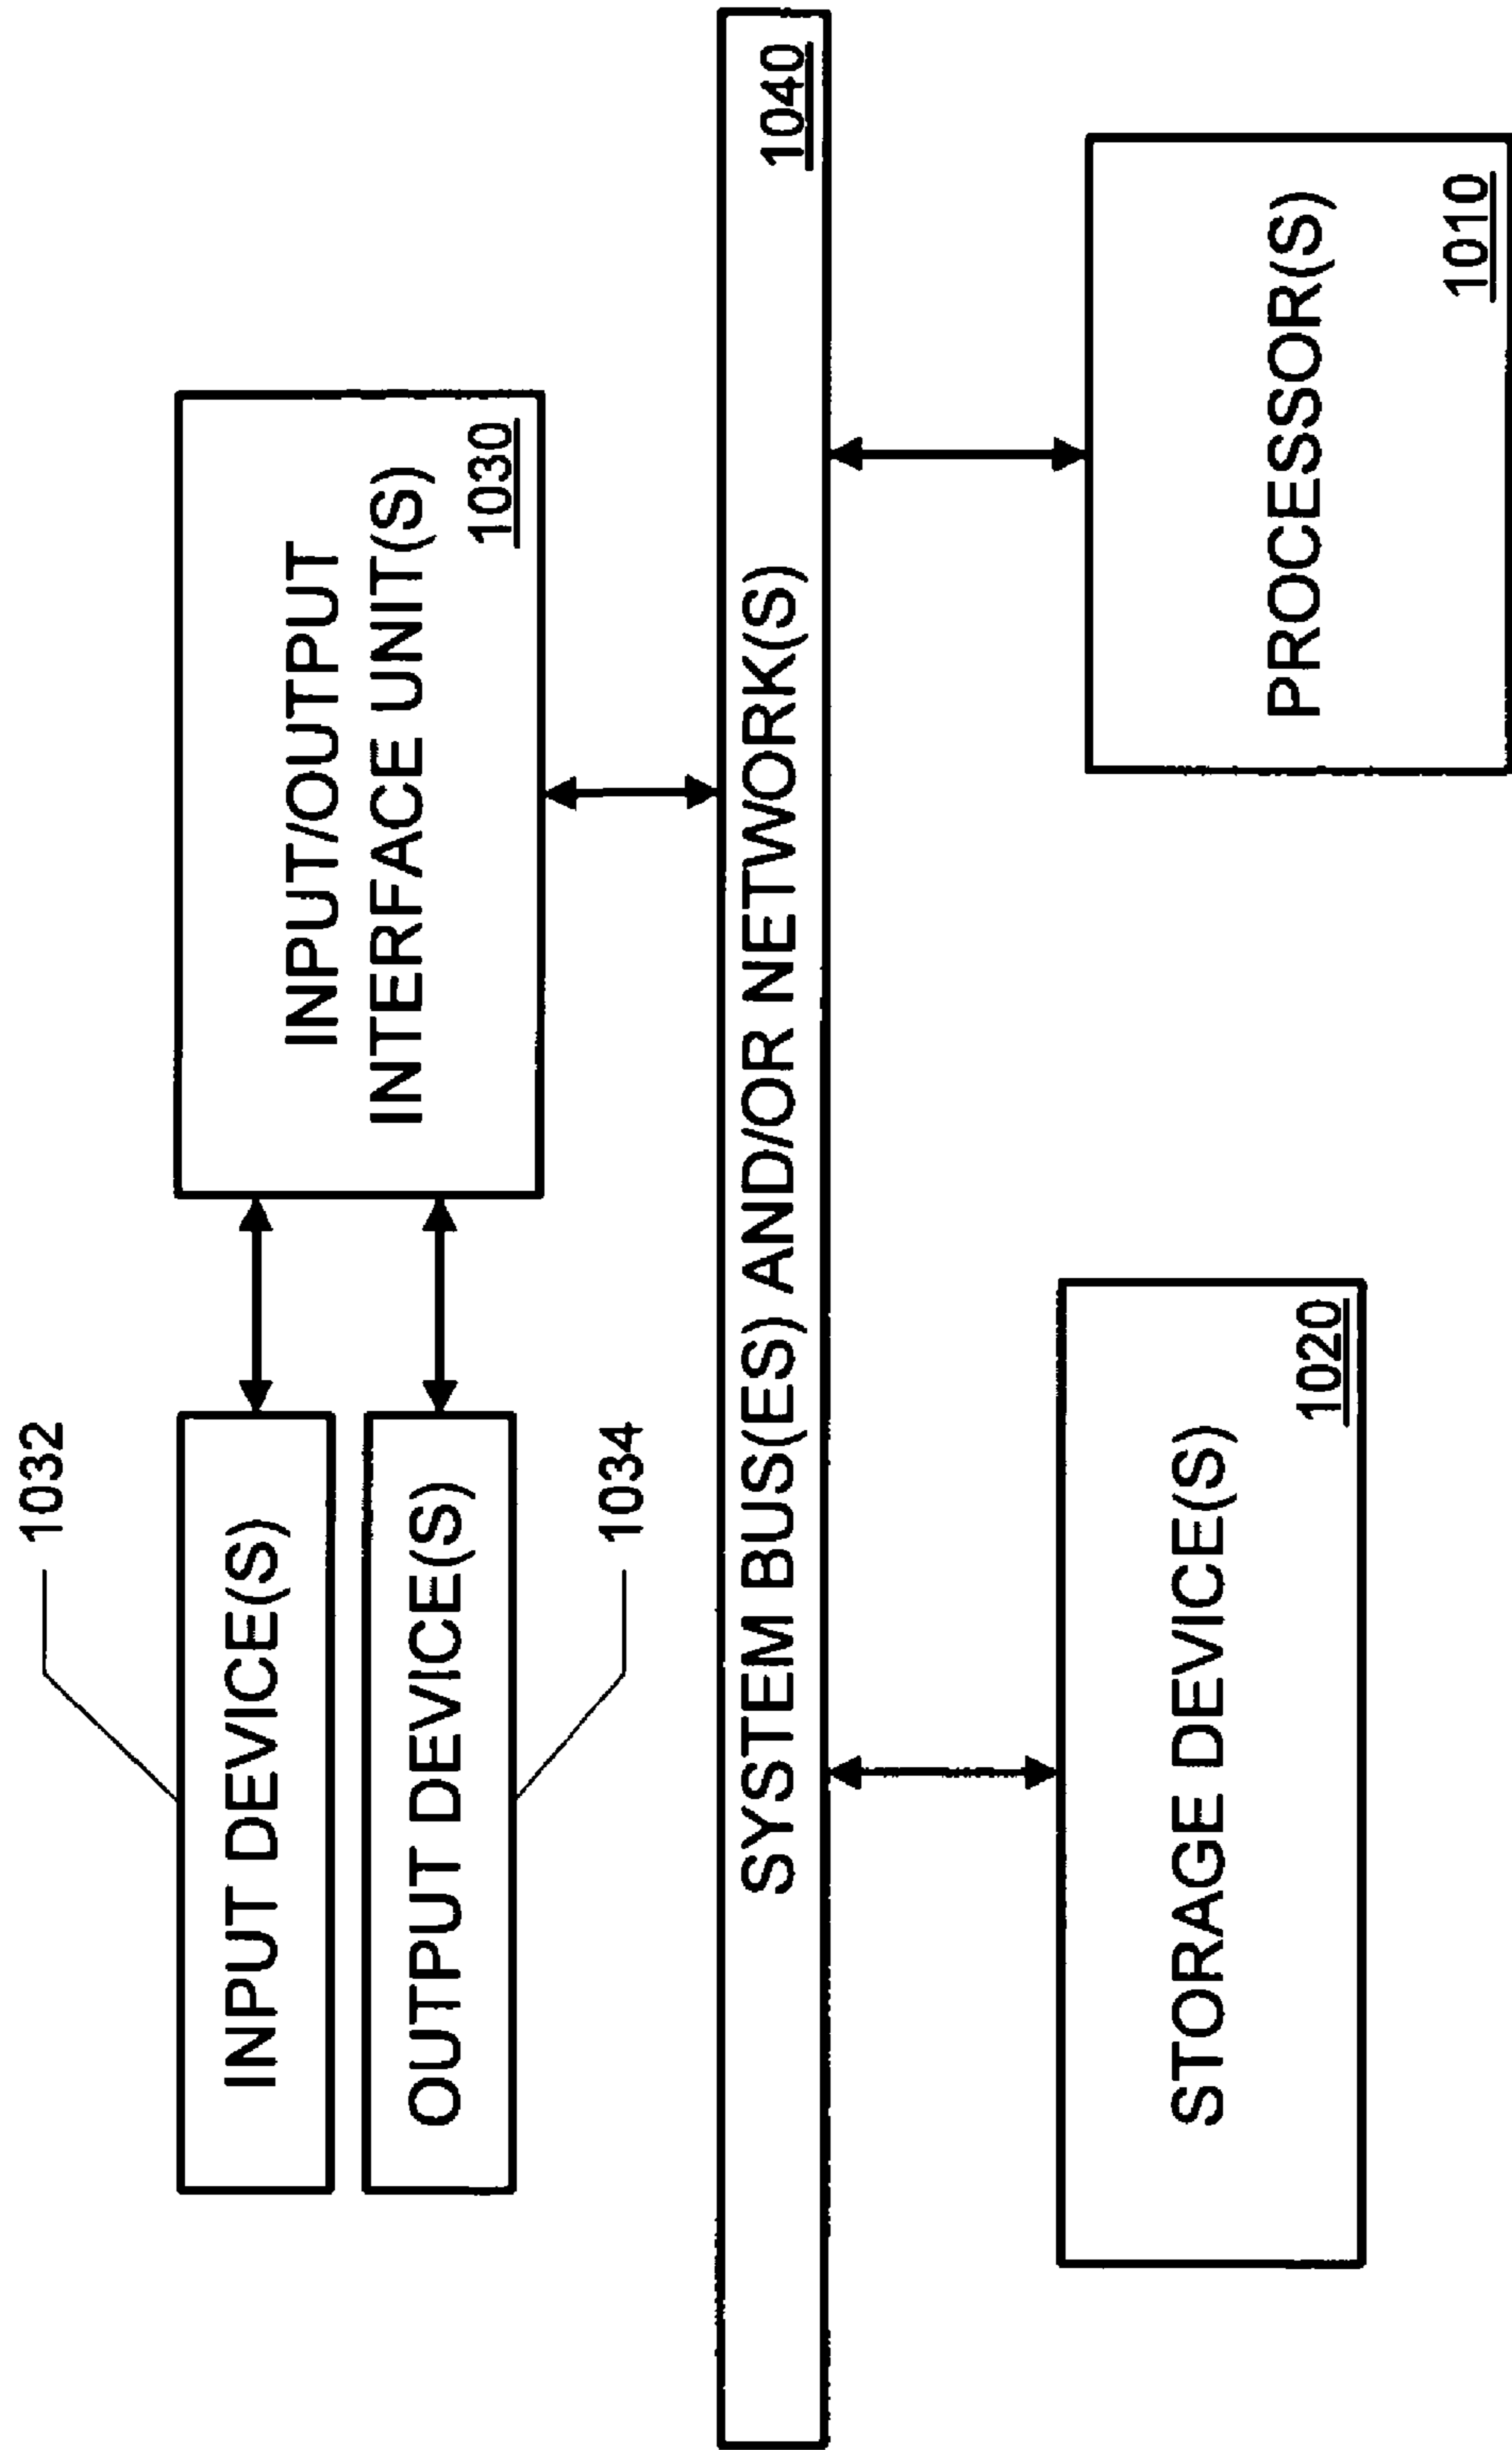 1032
INPUT DEVICE(S)
OUTPUT DEVICE(S)
1034
INPUT/OUTPUT
INTERFACE UNIT(S)
1030
SYSTEM BUS(ES) AND/OR NETWORK(S)
1040
STORAGE DEVICE(S)
1020
PROCESSOR(S)
1010